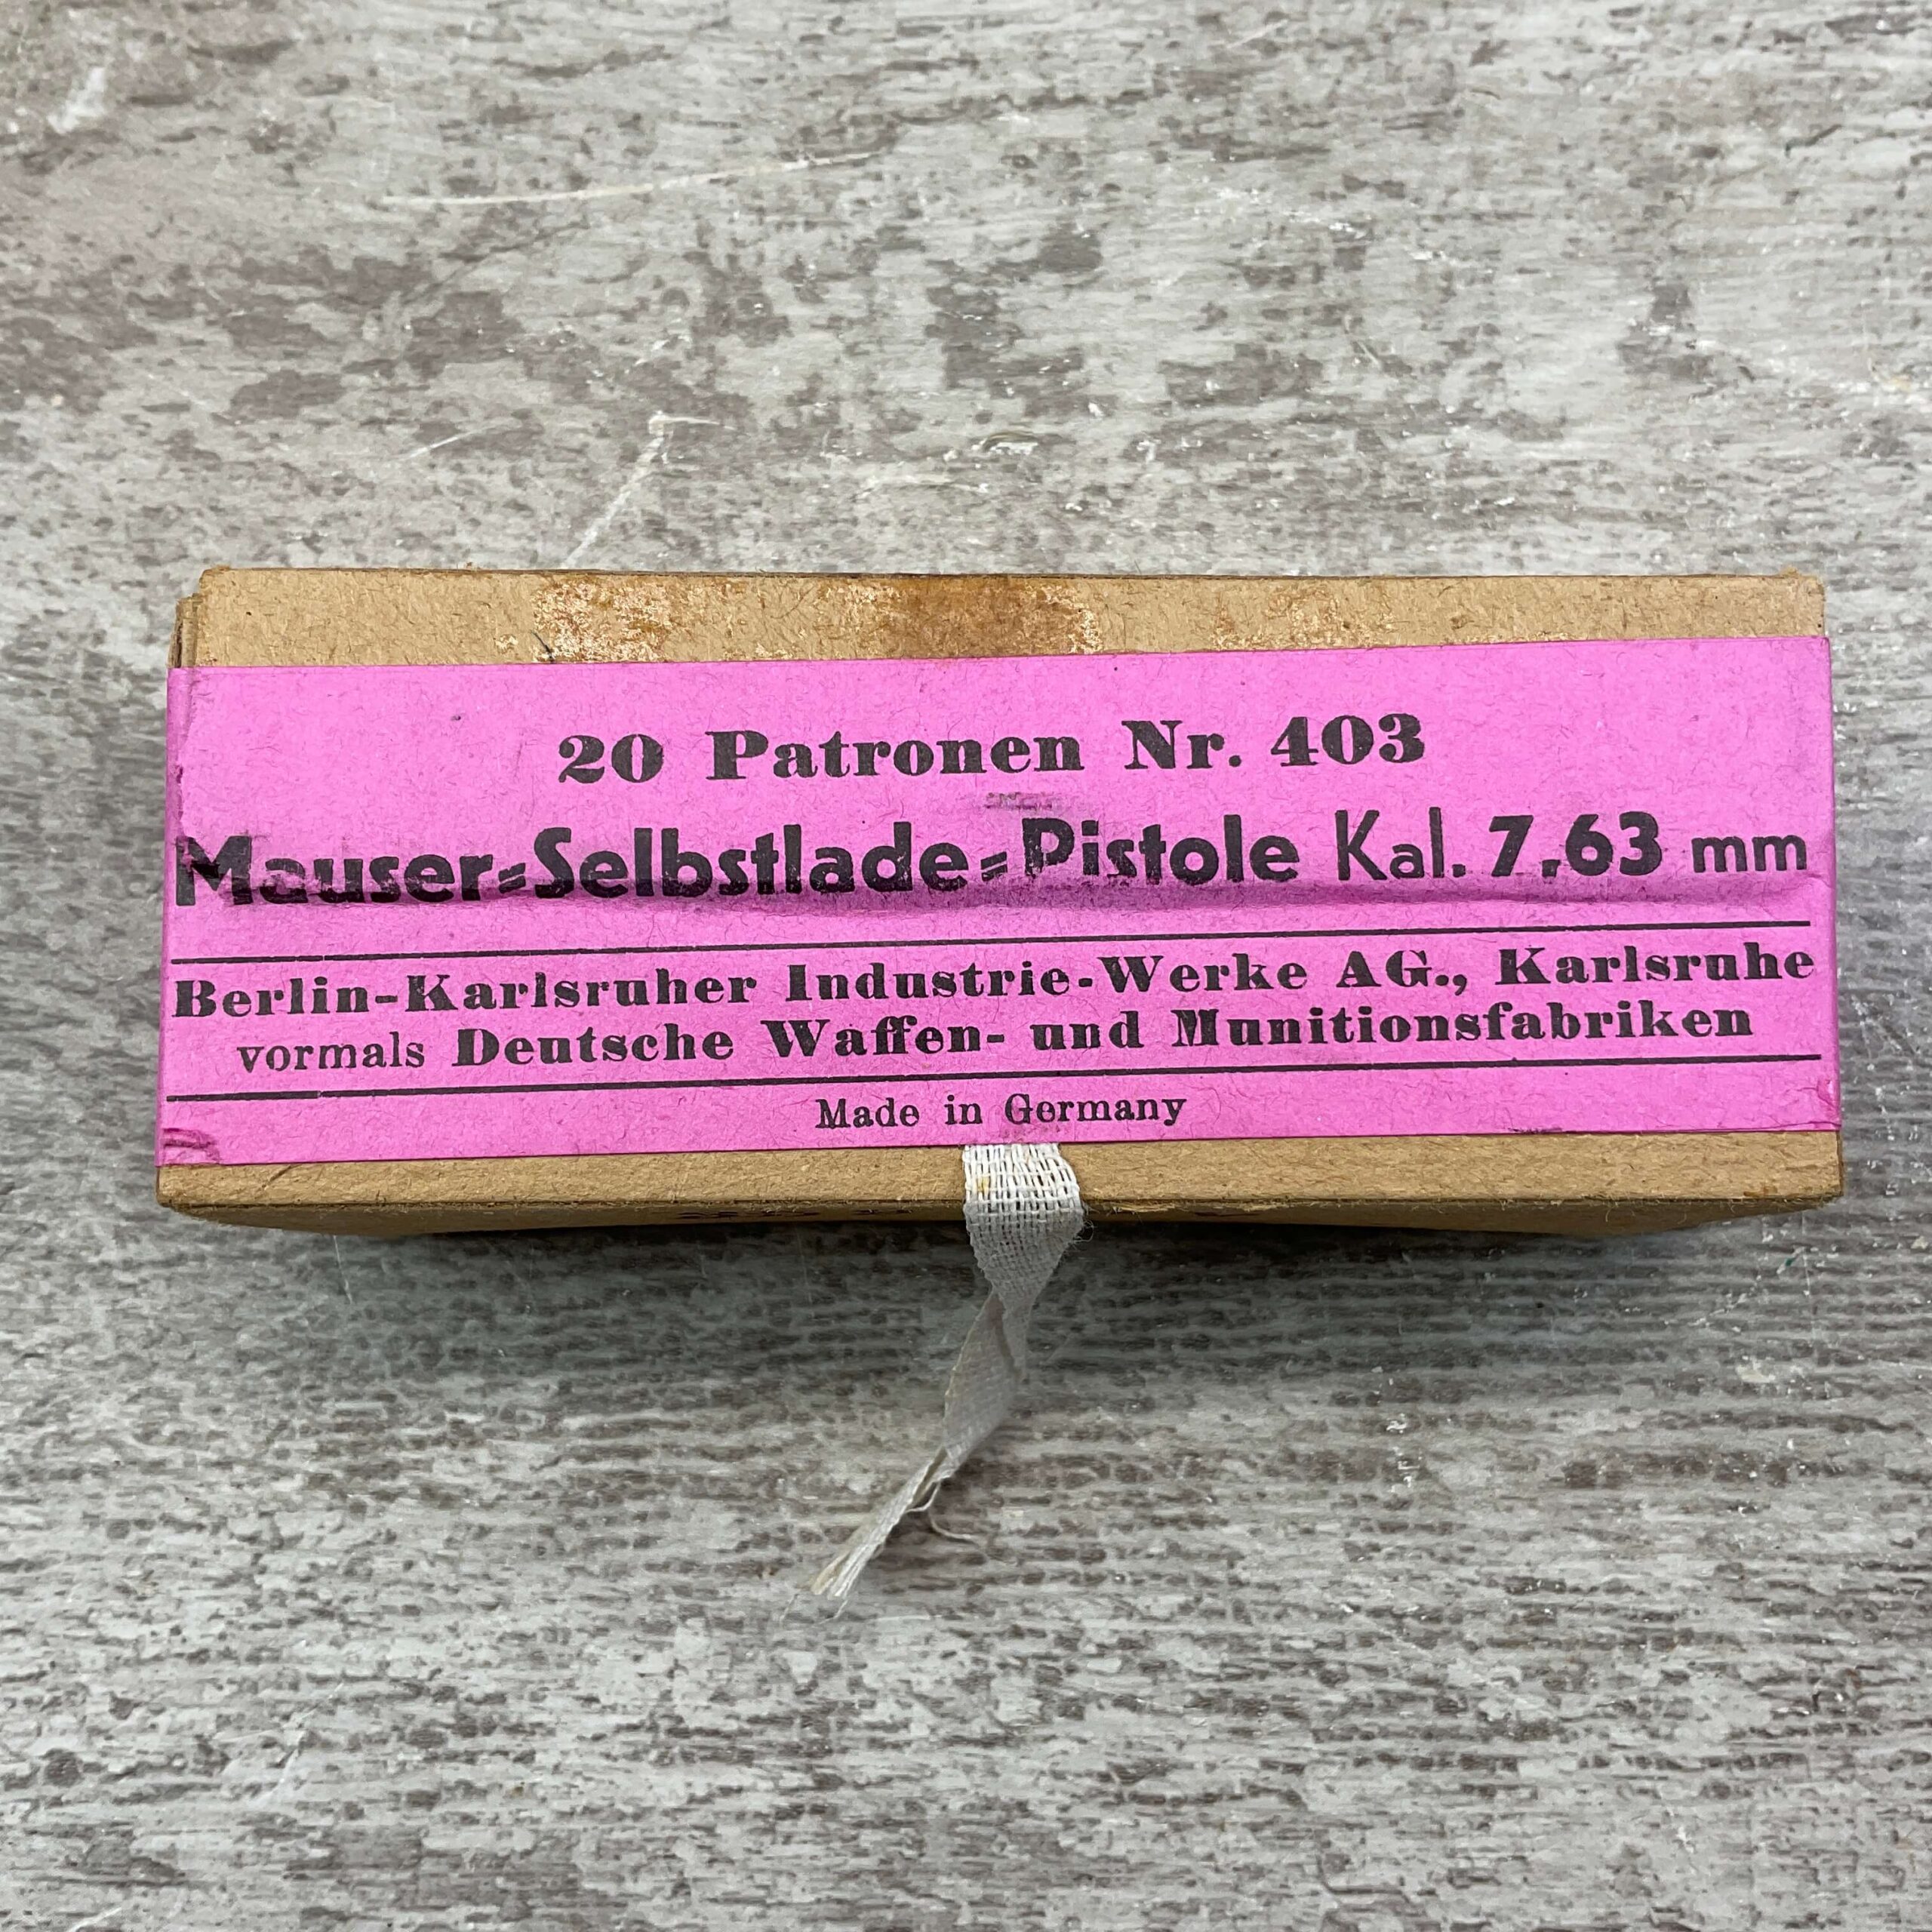 20 Patronen Nr. 403
Mauser=Selbstlade=Pistole Kal. 7,63 mm
Berlin-Karlsruher Industrie-Werke AG., Karlsruhe
vormals Deutsche Waffen- und Munitionsfabriken
Made in Germany